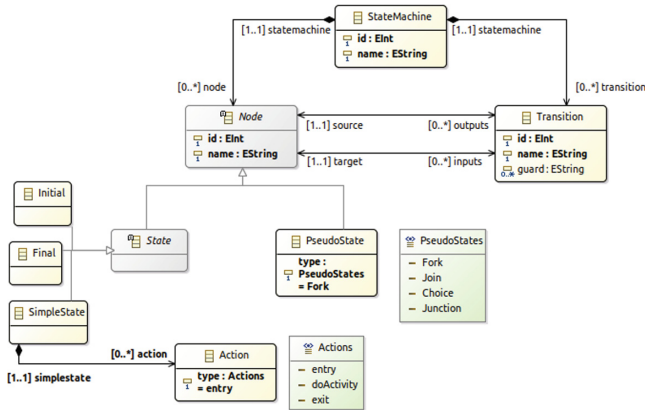 StateMachine
id : EInt
name : EString
[1..1] statemachine
[1..1] statemachine
[0..*] node
[0..*] transition
Node
id : EInt
name : EString
[1..1] source
[0..*] outputs
[1..1] target
[0..*] inputs
Transition
id : EInt
name : EString
0..* guard : EString
Initial
Final
SimpleState
State
PseudoState
type :
PseudoStates
= Fork
PseudoStates
Fork
Join
Choice
Junction
[0..*] action
[1..1] simplestate
Action
type : Actions
= entry
Actions
entry
doActivity
exit